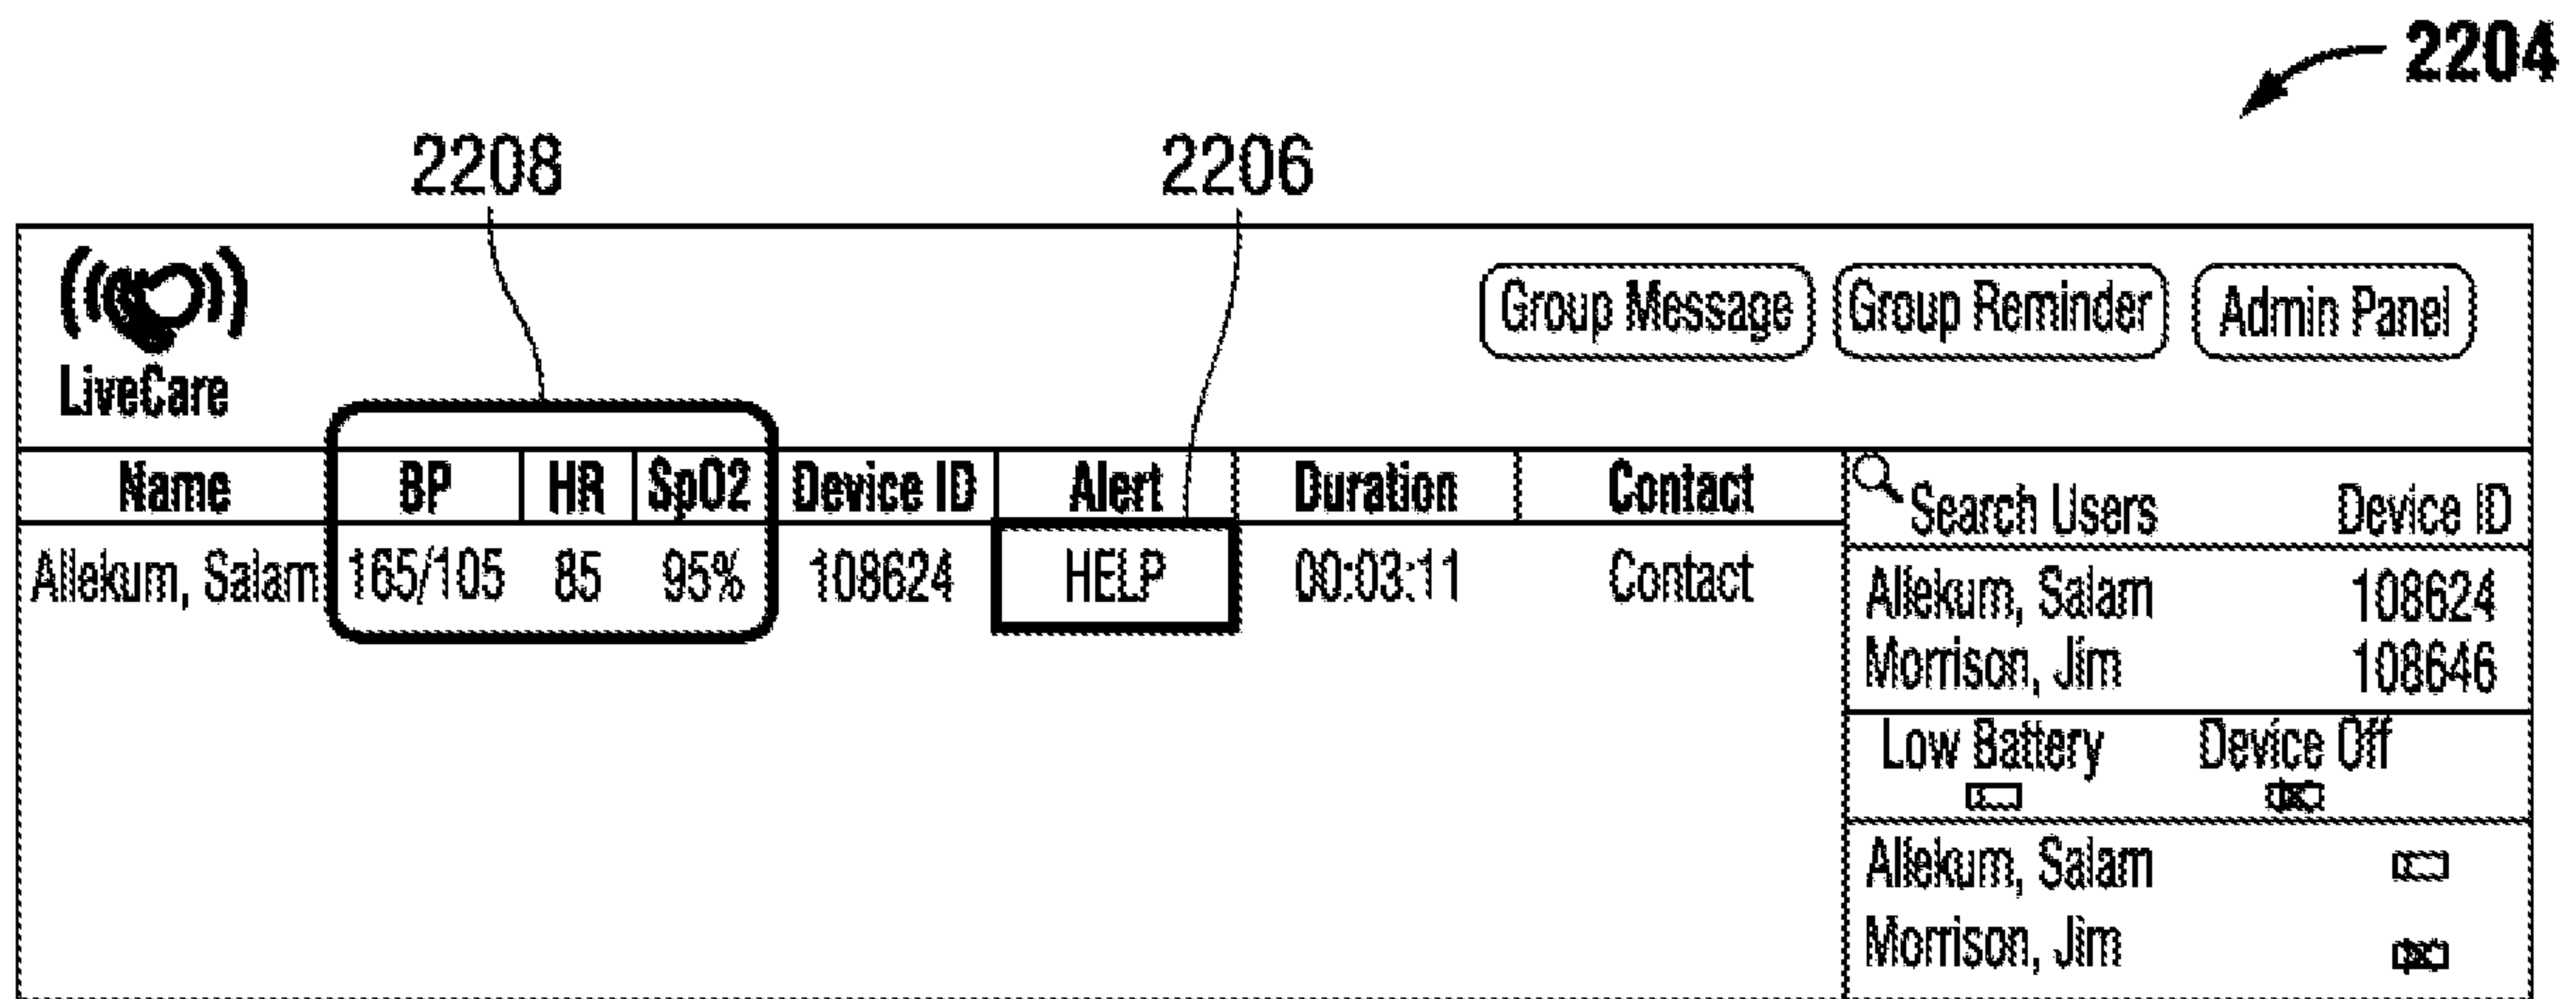 2204
2208 2206
Group Message Group Reminder Admin Panel
LiveCare
Name BP HR SpO2 Device ID Alert Duration Contact
Search Users Device ID
Allekum, Salam 165/105 85 95% 108624 HELP 00:03:11 Contact
Allekum, Salam 108624
Morrison, Jim 108646
Low Battery Device Off
Allekum, Salam
Morrison, Jim